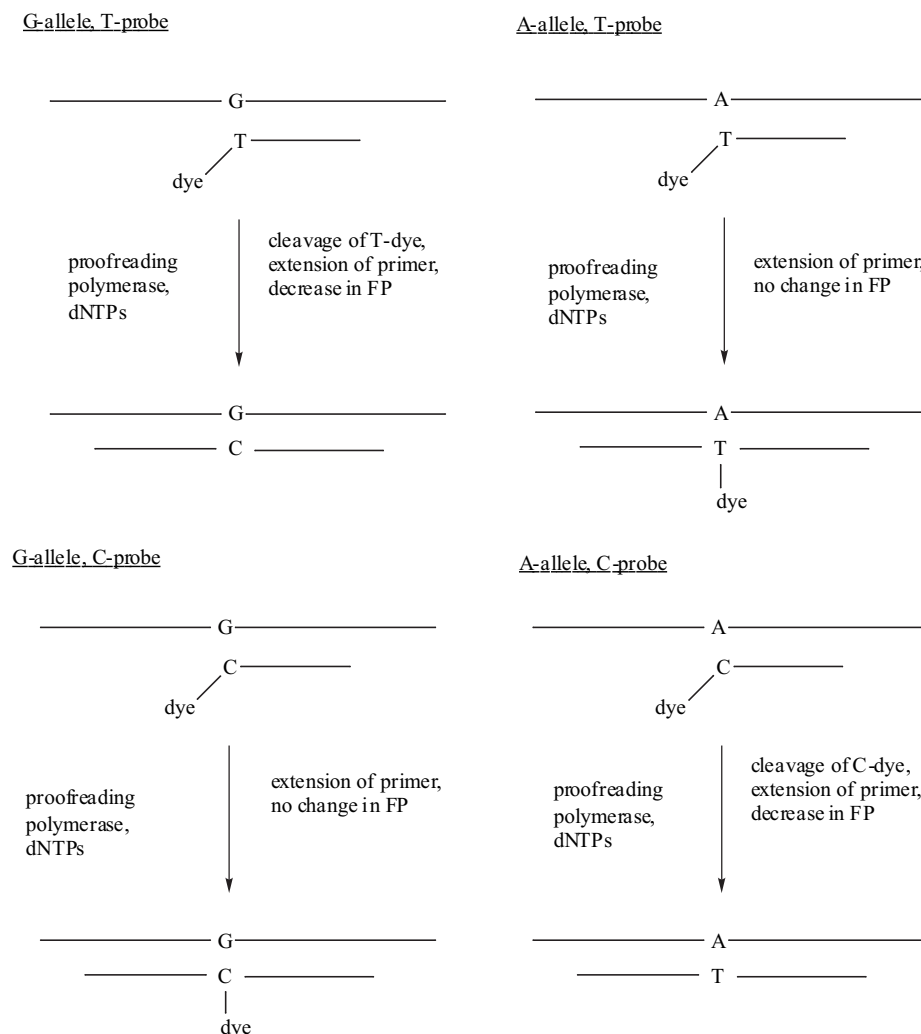 G-allele, T-probe
G
T
dye
proofreading
polymerase,
dNTPs
cleavage of T-dye,
extension of primer,
decrease in FP
G
C
A-allele, T-probe
A
T
dye
proofreading
polymerase,
dNTPs
extension of primer,
no change in FP
A
T
dye
G-allele, C-probe
G
C
dye
proofreading
polymerase,
dNTPs
extension of primer,
no change in FP
G
C
dye
A-allele, C-probe
A
C
dye
proofreading
polymerase,
dNTPs
cleavage of C-dye,
extension of primer,
decrease in FP
A
T